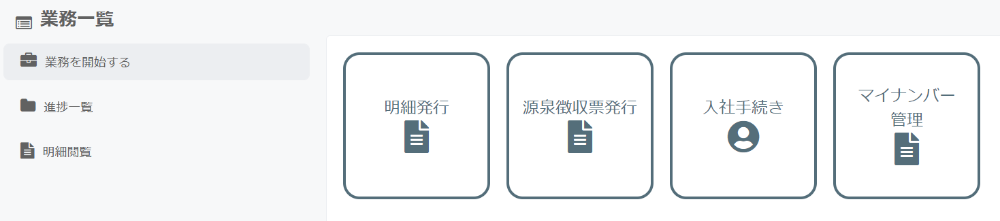 業務一覧
業務を開始する
進捗一覧
明細閲覧
明細発行
源泉徴収票発行
入社手続き
マイナンバー
管理